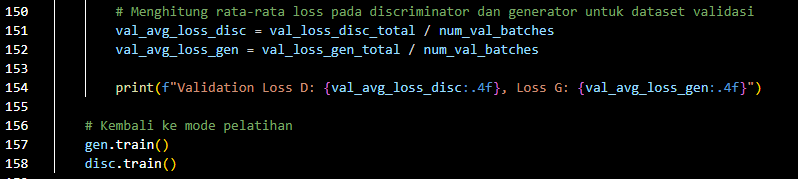 150 # Menghitung rata-rata loss pada discriminator dan generator untuk dataset validasi
151 val_avg_loss_disc = val_loss_disc_total / num_val_batches
152 val_avg_loss_gen = val_loss_gen_total / num_val_batches
153
154 print(f"Validation Loss D: {val_avg_loss_disc:.4f}, Loss G: {val_avg_loss_gen:.4f}")
155
156 # Kembali ke mode pelatihan
157 gen.train()
158 disc.train()